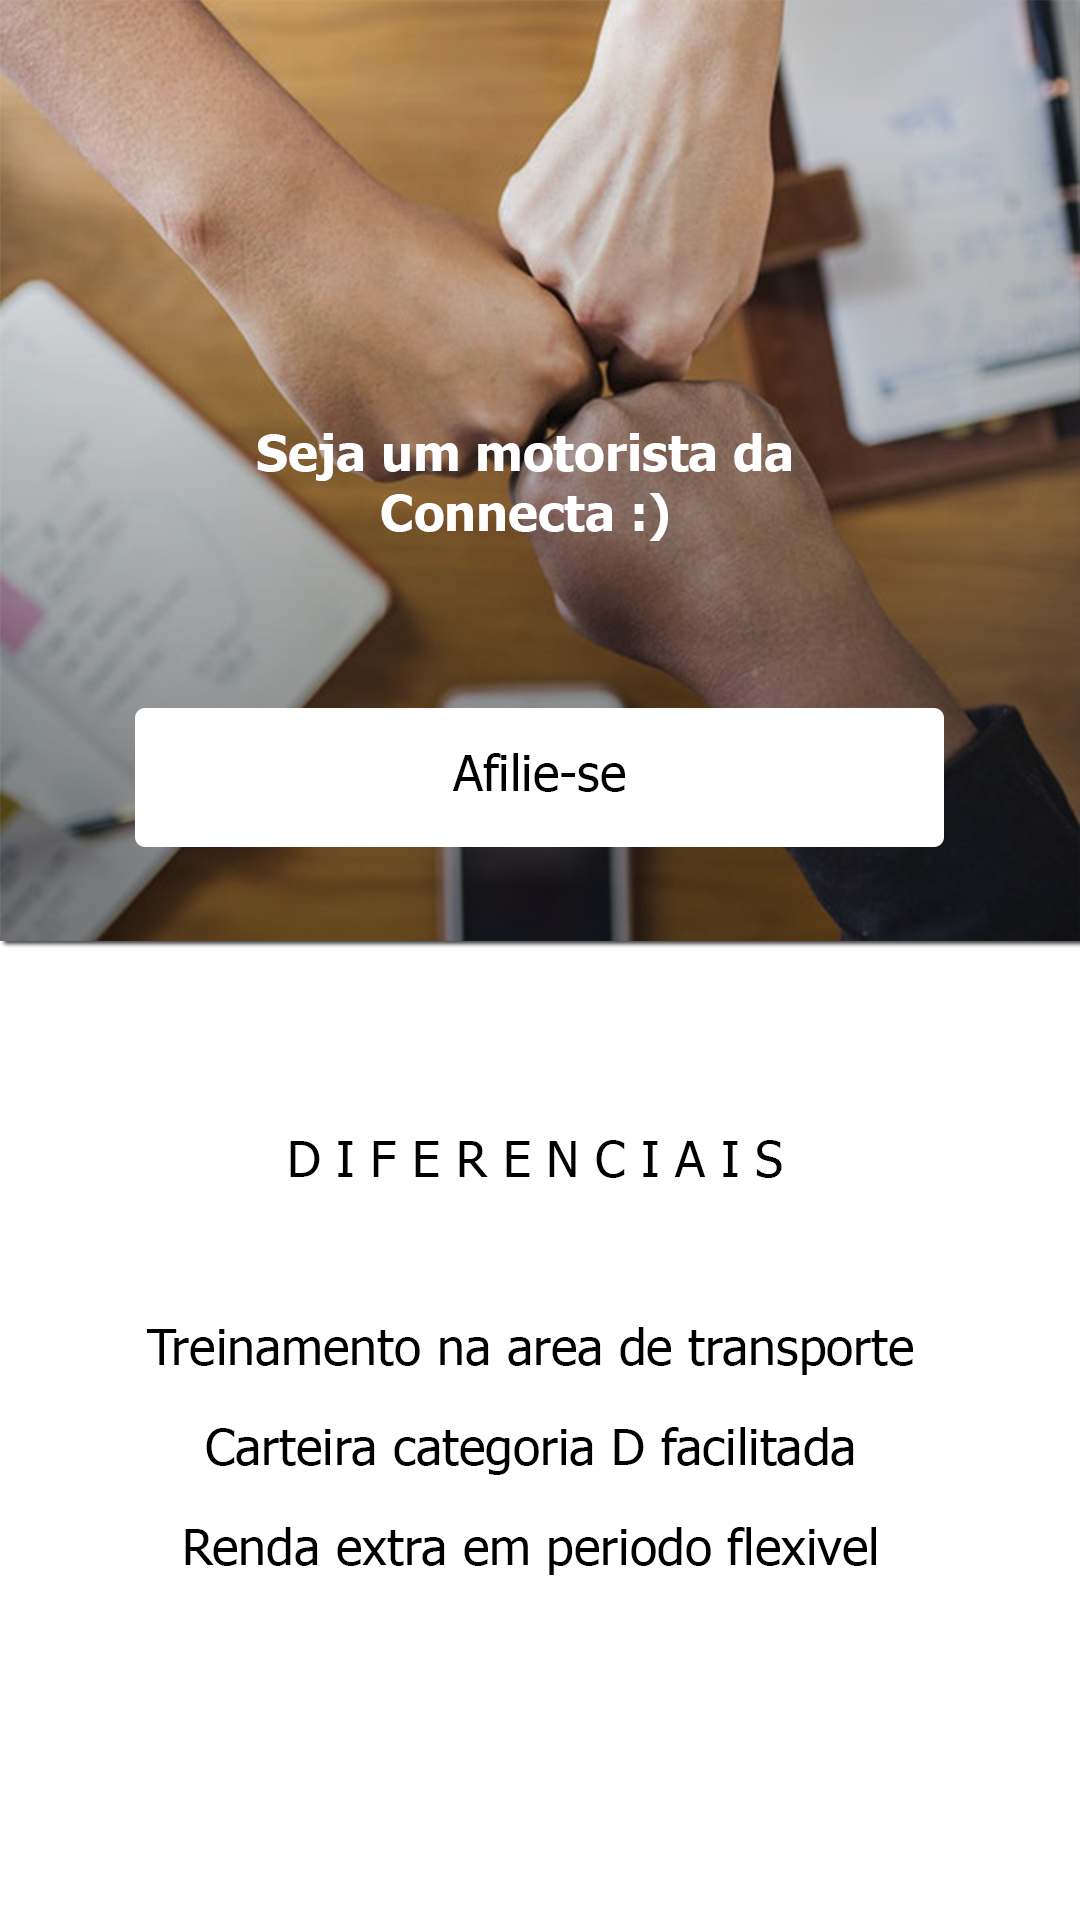 Seja um motorista da
Connecta :)
Afilie-se
DIFERENCIAIS
Treinamento na area de transporte
Carteira categoria D facilitada
Renda extra em periodo flexivel